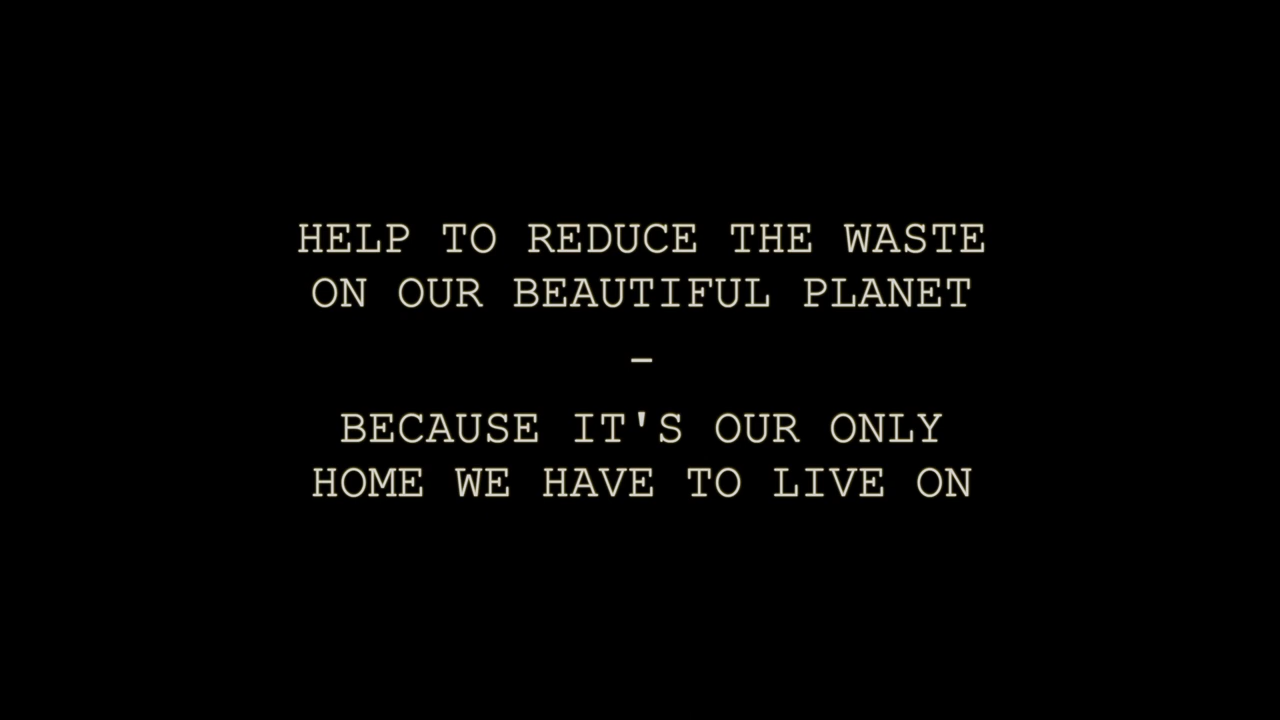 HELP TO REDUCE THE WASTE
ON OUR BEAUTIFUL PLANET
–
BECAUSE IT'S OUR ONLY
HOME WE HAVE TO LIVE ON